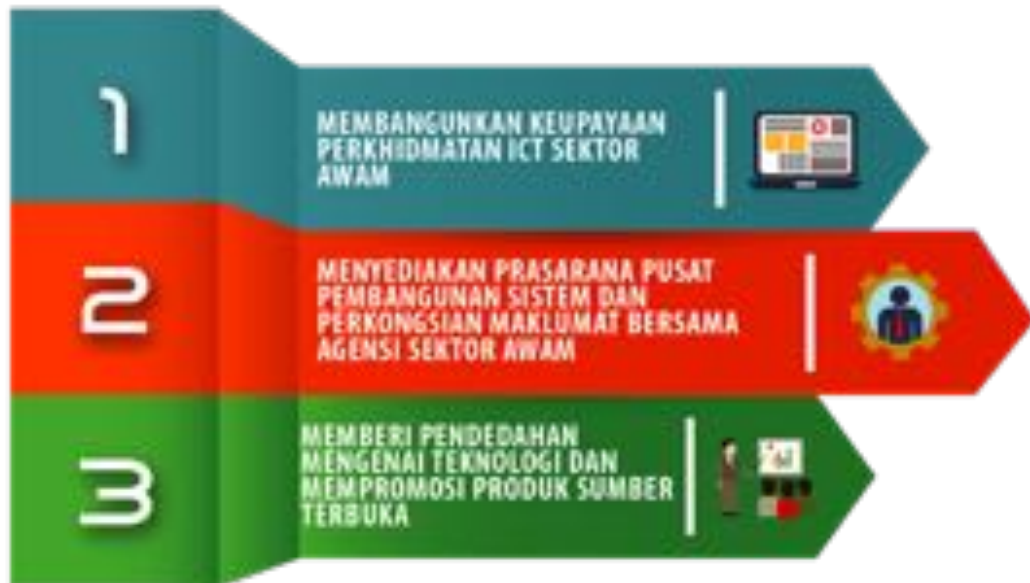 1
MEMBANGUNKAN KEUPAYAAN
PERKHIDMATAN ICT SEKTOR
AWAM
2
MENYEDIAKAN PRASARANA PUSAT
PEMBANGUNAN SISTEM DAN
PERKONGSIAN MAKLUMAT BERSAMA
AGENSI SEKTOR AWAM
3
MEMBERI PENDEDAHAN
MENGENAI TEKNOLOGI DAN
MEMPROMOSI PRODUK SUMBER
TERBUKA